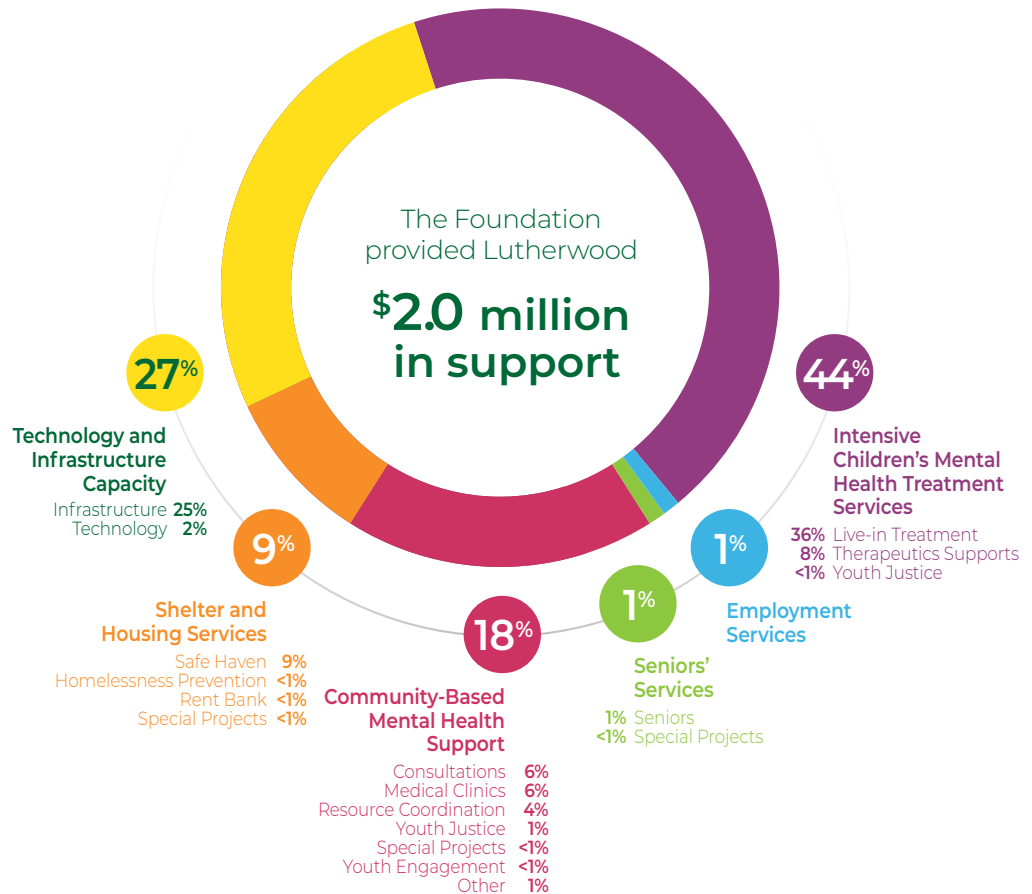 The Foundation
provided Lutherwood
$2.0 million
in support
27%
Technology and
Infrastructure
Capacity
Infrastructure 25%
Technology 2%
9%
Shelter and
Housing Services
Safe Haven 9%
Homelessness Prevention <1%
Rent Bank <1%
Special Projects <1%
18%
Community-Based
Mental Health
Support
Consultations 6%
Medical Clinics 6%
Resource Coordination 4%
Youth Justice 1%
Special Projects <1%
Youth Engagement <1%
Other 1%
1%
Seniors’
Services
1% Seniors
<1% Special Projects
1%
Employment
Services
44%
Intensive
Children’s Mental
Health Treatment
Services
36% Live-in Treatment
8% Therapeutics Supports
<1% Youth Justice